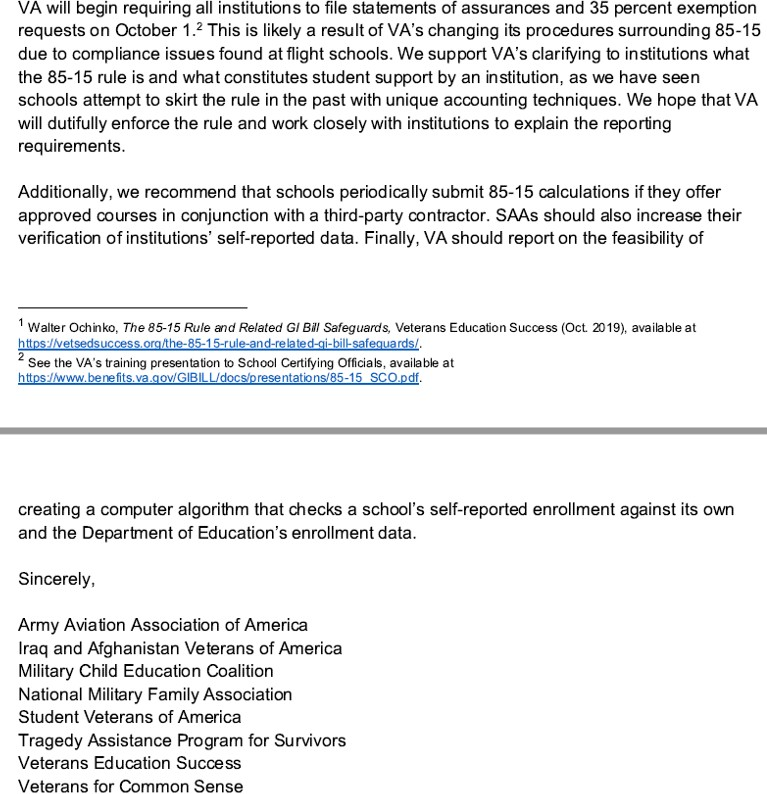 VA will begin requiring all institutions to file statements of assurances and 35 percent exemption
requests on October 1.² This is likely a result of VA's changing its procedures surrounding 85-15
due to compliance issues found at flight schools. We support VA's clarifying to institutions what
the 85-15 rule is and what constitutes student support by an institution, as we have seen
schools attempt to skirt the rule in the past with unique accounting techniques. We hope that VA
will dutifully enforce the rule and work closely with institutions to explain the reporting
requirements.
Additionally, we recommend that schools periodically submit 85-15 calculations if they offer
approved courses in conjunction with a third-party contractor. SAAs should also increase their
verification of institutions' self-reported data. Finally, VA should report on the feasibility of
¹ Walter Ochinko, The 85-15 Rule and Related GI Bill Safeguards, Veterans Education Success (Oct. 2019), available at
https://vetsedsuccess.org/the-85-15-rule-and-related-gi-bill-safeguards/.
² See the VA's training presentation to School Certifying Officials, available at
https://www.benefits.va.gov/GIBILL/docs/presentations/85-15_SCO.pdf.
creating a computer algorithm that checks a school's self-reported enrollment against its own
and the Department of Education's enrollment data.
Sincerely,
Army Aviation Association of America
Iraq and Afghanistan Veterans of America
Military Child Education Coalition
National Military Family Association
Student Veterans of America
Tragedy Assistance Program for Survivors
Veterans Education Success
Veterans for Common Sense